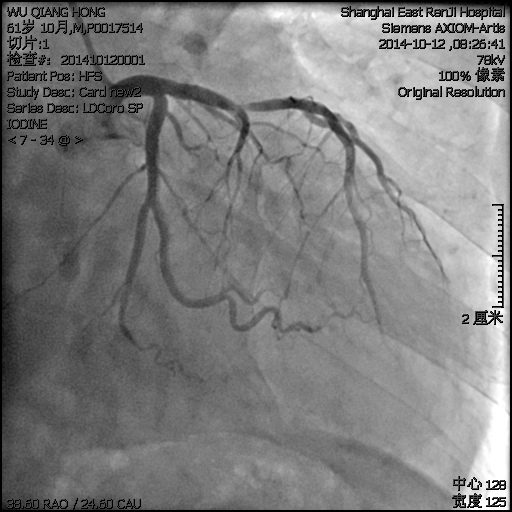 WU QIANG HONG
61岁 10月,M,P0017514
切片:1
检查#: 201410120001
Patient Pos: HFS
Study Desc: Card new2
Series Desc: LDCoro SP
IODINE
< 7 - 34 @ >
Shanghai East RenJi Hospital
Siemens AXIOM-Artis
2014-10-12 ,08:26:41
78kV
100% 像素
Original Resolution
2 厘米
98.60 RAO / 24.60 CAU
中心 128
宽度 125